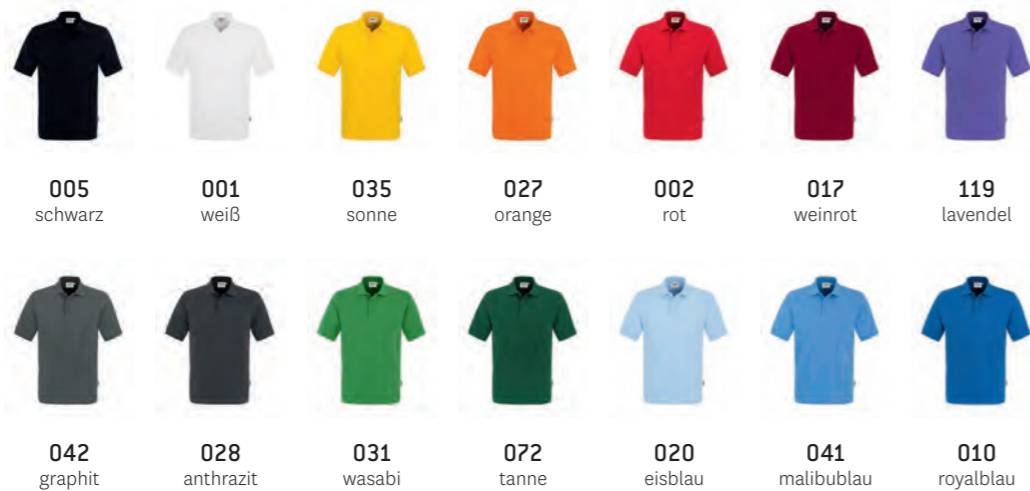 005 001 035 027 002 017 119
schwarz weiß sonne orange rot weinrot lavendel
042 028 031 072 020 041 010
graphit anthrazit wasabi tanne eisblau malibublau royalblau